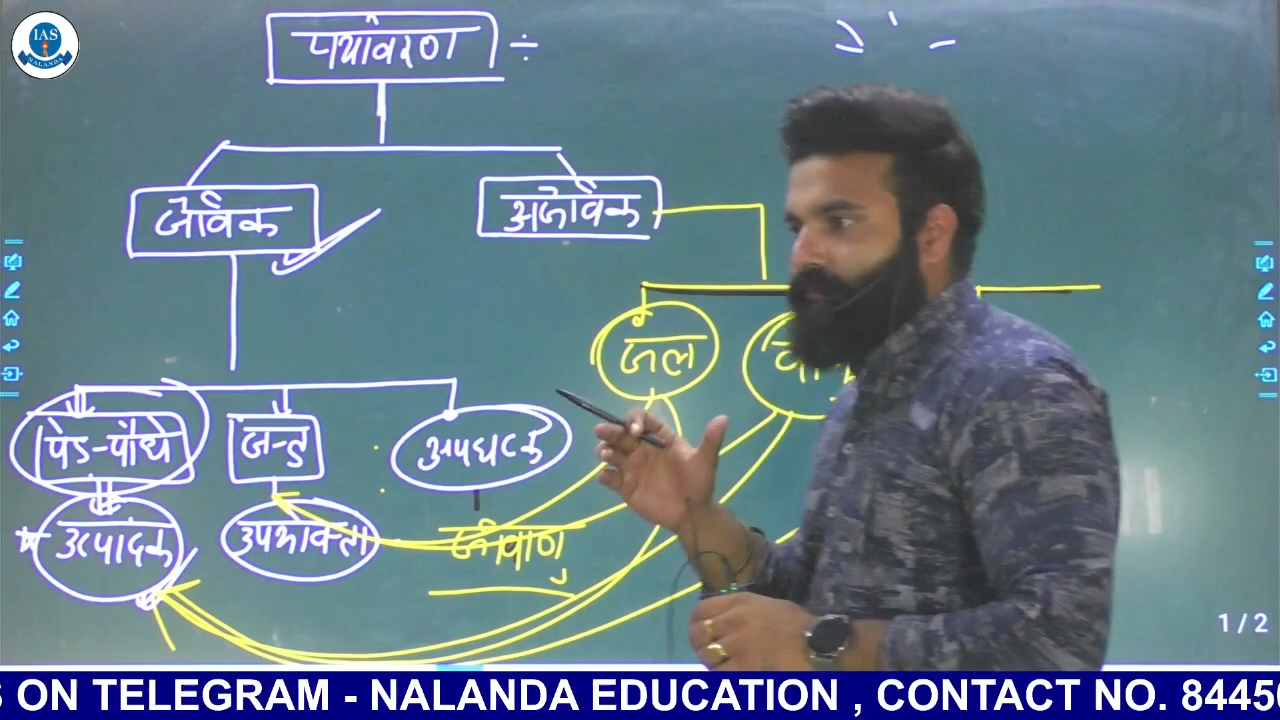 IAS
NALANDA
पर्यावरण ÷
जैविक
अजैविक
जल
पेड-पौधे
जन्तु
अपघटक
उत्पादक
उपभोक्ता
जीवाणु
1/2
S ON TELEGRAM - NALANDA EDUCATION , CONTACT NO. 8445